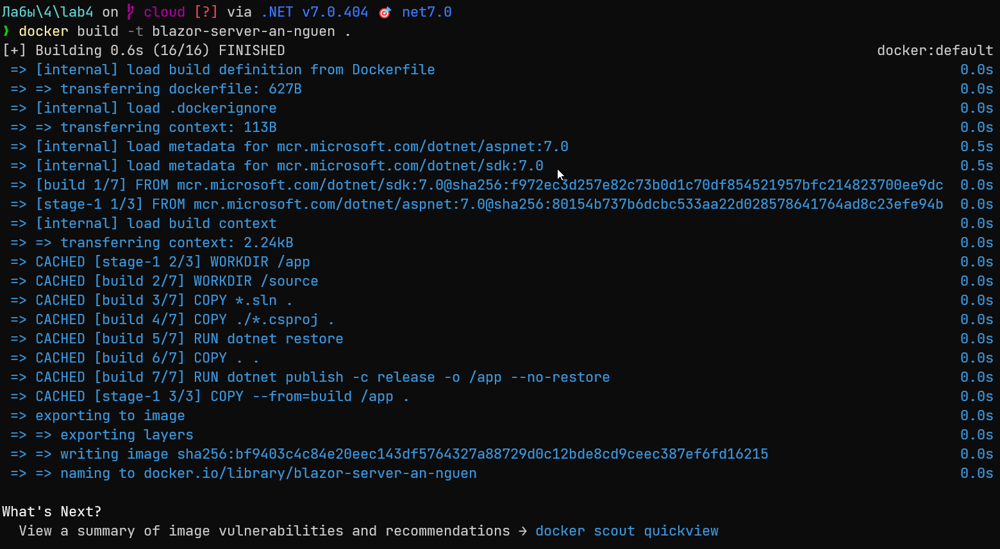 Лабы\4\lab4 on cloud [?] via .NET v7.0.404 🎯 net7.0
❱ docker build -t blazor-server-an-nguen .
[+] Building 0.6s (16/16) FINISHED docker:default
=> [internal] load build definition from Dockerfile 0.0s
=> => transferring dockerfile: 627B 0.0s
=> [internal] load .dockerignore 0.0s
=> => transferring context: 113B 0.0s
=> [internal] load metadata for mcr.microsoft.com/dotnet/aspnet:7.0 0.5s
=> [internal] load metadata for mcr.microsoft.com/dotnet/sdk:7.0 0.5s
=> [build 1/7] FROM mcr.microsoft.com/dotnet/sdk:7.0@sha256:f972ec3d257e82c73b0d1c70df854521957bfc214823700ee9dc 0.0s
=> [stage-1 1/3] FROM mcr.microsoft.com/dotnet/aspnet:7.0@sha256:80154b737b6dcbc533aa22d028578641764ad8c23efe94b 0.0s
=> [internal] load build context 0.0s
=> => transferring context: 2.24kB 0.0s
=> CACHED [stage-1 2/3] WORKDIR /app 0.0s
=> CACHED [build 2/7] WORKDIR /source 0.0s
=> CACHED [build 3/7] COPY *.sln . 0.0s
=> CACHED [build 4/7] COPY ./*.csproj . 0.0s
=> CACHED [build 5/7] RUN dotnet restore 0.0s
=> CACHED [build 6/7] COPY . . 0.0s
=> CACHED [build 7/7] RUN dotnet publish -c release -o /app --no-restore 0.0s
=> CACHED [stage-1 3/3] COPY --from=build /app . 0.0s
=> exporting to image 0.0s
=> => exporting layers 0.0s
=> => writing image sha256:bf9403c4c84e20eec143df5764327a88729d0c12bde8cd9ceec387ef6fd16215 0.0s
=> => naming to docker.io/library/blazor-server-an-nguen 0.0s
What's Next?
View a summary of image vulnerabilities and recommendations → docker scout quickview